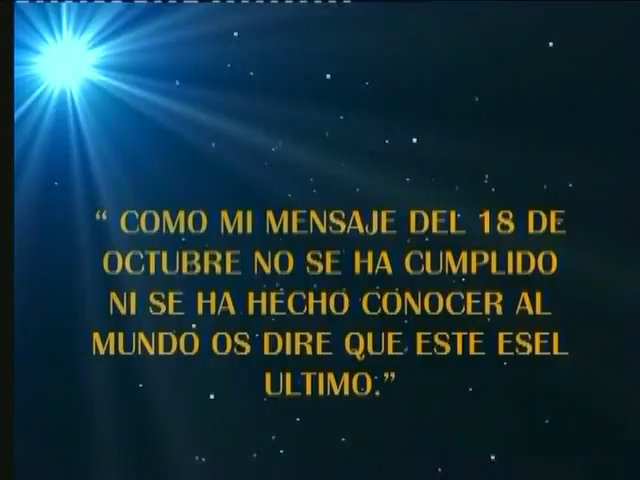 “ COMO MI MENSAJE DEL 18 DE
OCTUBRE NO SE HA CUMPLIDO
NI SE HA HECHO CONOCER AL
MUNDO OS DIRE QUE ESTE ESEL
ULTIMO.”